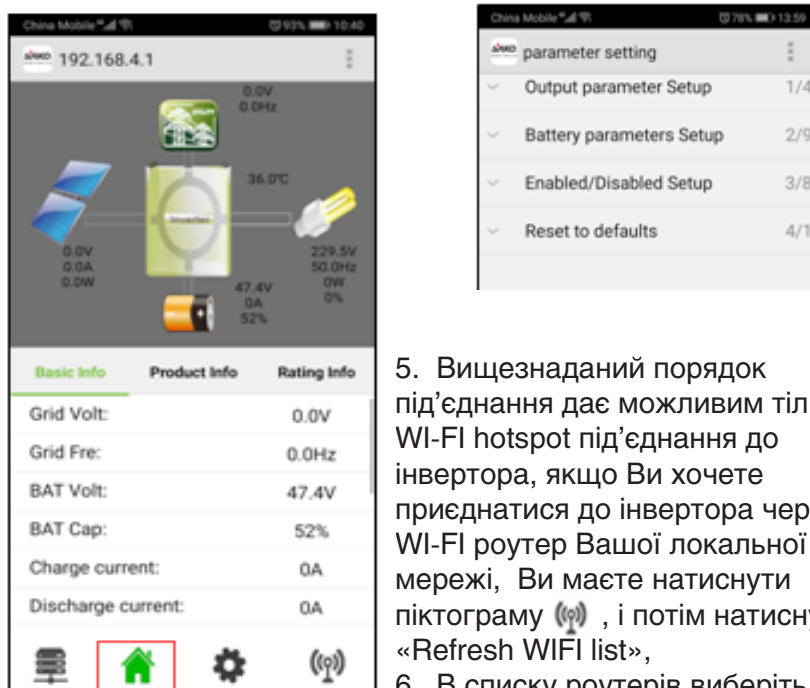 China Mobile 93% 10:40
192.168.4.1
0.0V
0.0Hz
36.0℃
0.0V
0.0A
0.0W
229.5V
50.0Hz
0W
0%
47.4V
0A
52%
Basic Info Product Info Rating Info
Grid Volt: 0.0V
Grid Fre: 0.0Hz
BAT Volt: 47.4V
BAT Cap: 52%
Charge current: 0A
Discharge current: 0A
China Mobile 78% 13:59
parameter setting
Output parameter Setup 1/4
Battery parameters Setup 2/9
Enabled/Disabled Setup 3/8
Reset to defaults 4/1
5. Вищезнаданий порядок
під’єднання дає можливим тіл
WI-FI hotspot під’єднання до
інвертора, якщо Ви хочете
приєднатися до інвертора чер
WI-FI роутер Вашої локальної
мережі, Ви маєте натиснути
піктограму , і потім натисну
«Refresh WIFI list»,
6. В списку роутерів виберіть